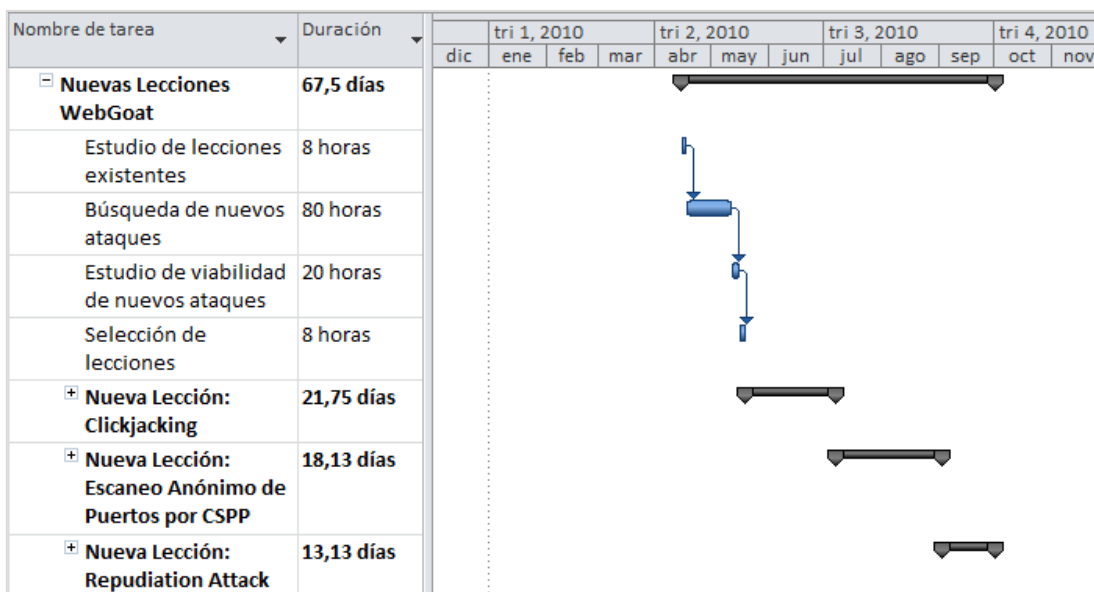 Nombre de tarea Duración tri 1, 2010 tri 2, 2010 tri 3, 2010 tri 4, 2010
dic ene feb mar abr may jun jul ago sep oct nov
Nuevas Lecciones 67,5 días
WebGoat
Estudio de lecciones 8 horas
existentes
Búsqueda de nuevos 80 horas
ataques
Estudio de viabilidad 20 horas
de nuevos ataques
Selección de 8 horas
lecciones
Nueva Lección: 21,75 días
Clickjacking
Nueva Lección: 18,13 días
Escaneo Anónimo de
Puertos por CSPP
Nueva Lección: 13,13 días
Repudiation Attack